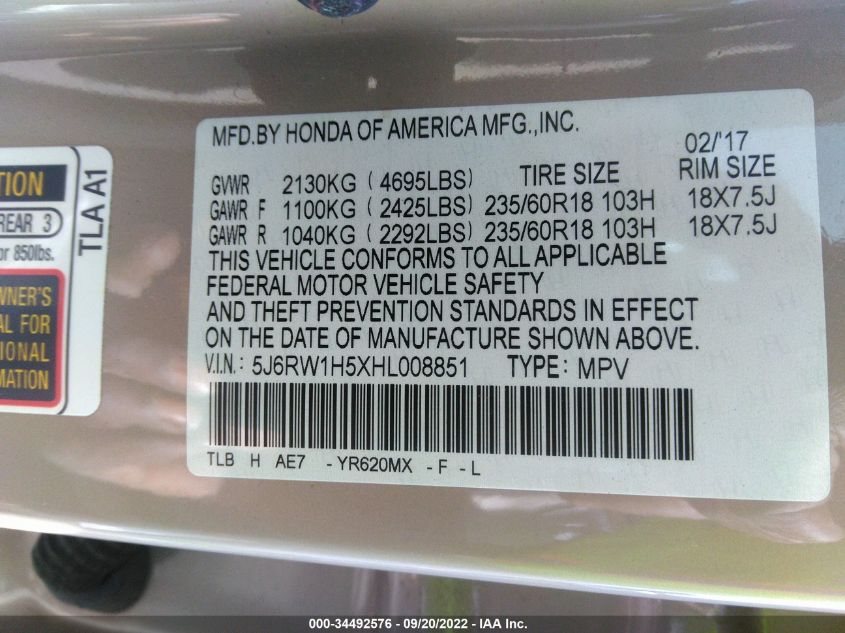 MFD.BY HONDA OF AMERICA MFG.,INC.
02/'17
GVWR 2130KG ( 4695LBS) TIRE SIZE RIM SIZE
GAWR F 1100KG ( 2425LBS) 235/60R18 103H 18X7.5J
GAWR R 1040KG ( 2292LBS) 235/60R18 103H 18X7.5J
THIS VEHICLE CONFORMS TO ALL APPLICABLE
FEDERAL MOTOR VEHICLE SAFETY
AND THEFT PREVENTION STANDARDS IN EFFECT
ON THE DATE OF MANUFACTURE SHOWN ABOVE.
V.I.N.: 5J6RW1H5XHL008851 TYPE: MPV
TLB H AE7 -YR620MX -F -L
TION
REAR 3
or 850lbs.
WNER'S
AL FOR
IONAL
MATION
TLA A1
000-34492576 - 09/20/2022 - IAA Inc.